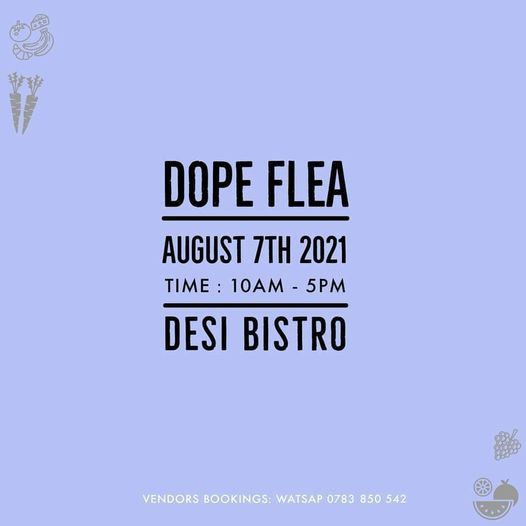 DOPE FLEA
AUGUST 7TH 2021
TIME : 10AM - 5PM
DESI BISTRO
VENDORS BOOKINGS: WATSAP 0783 850 542